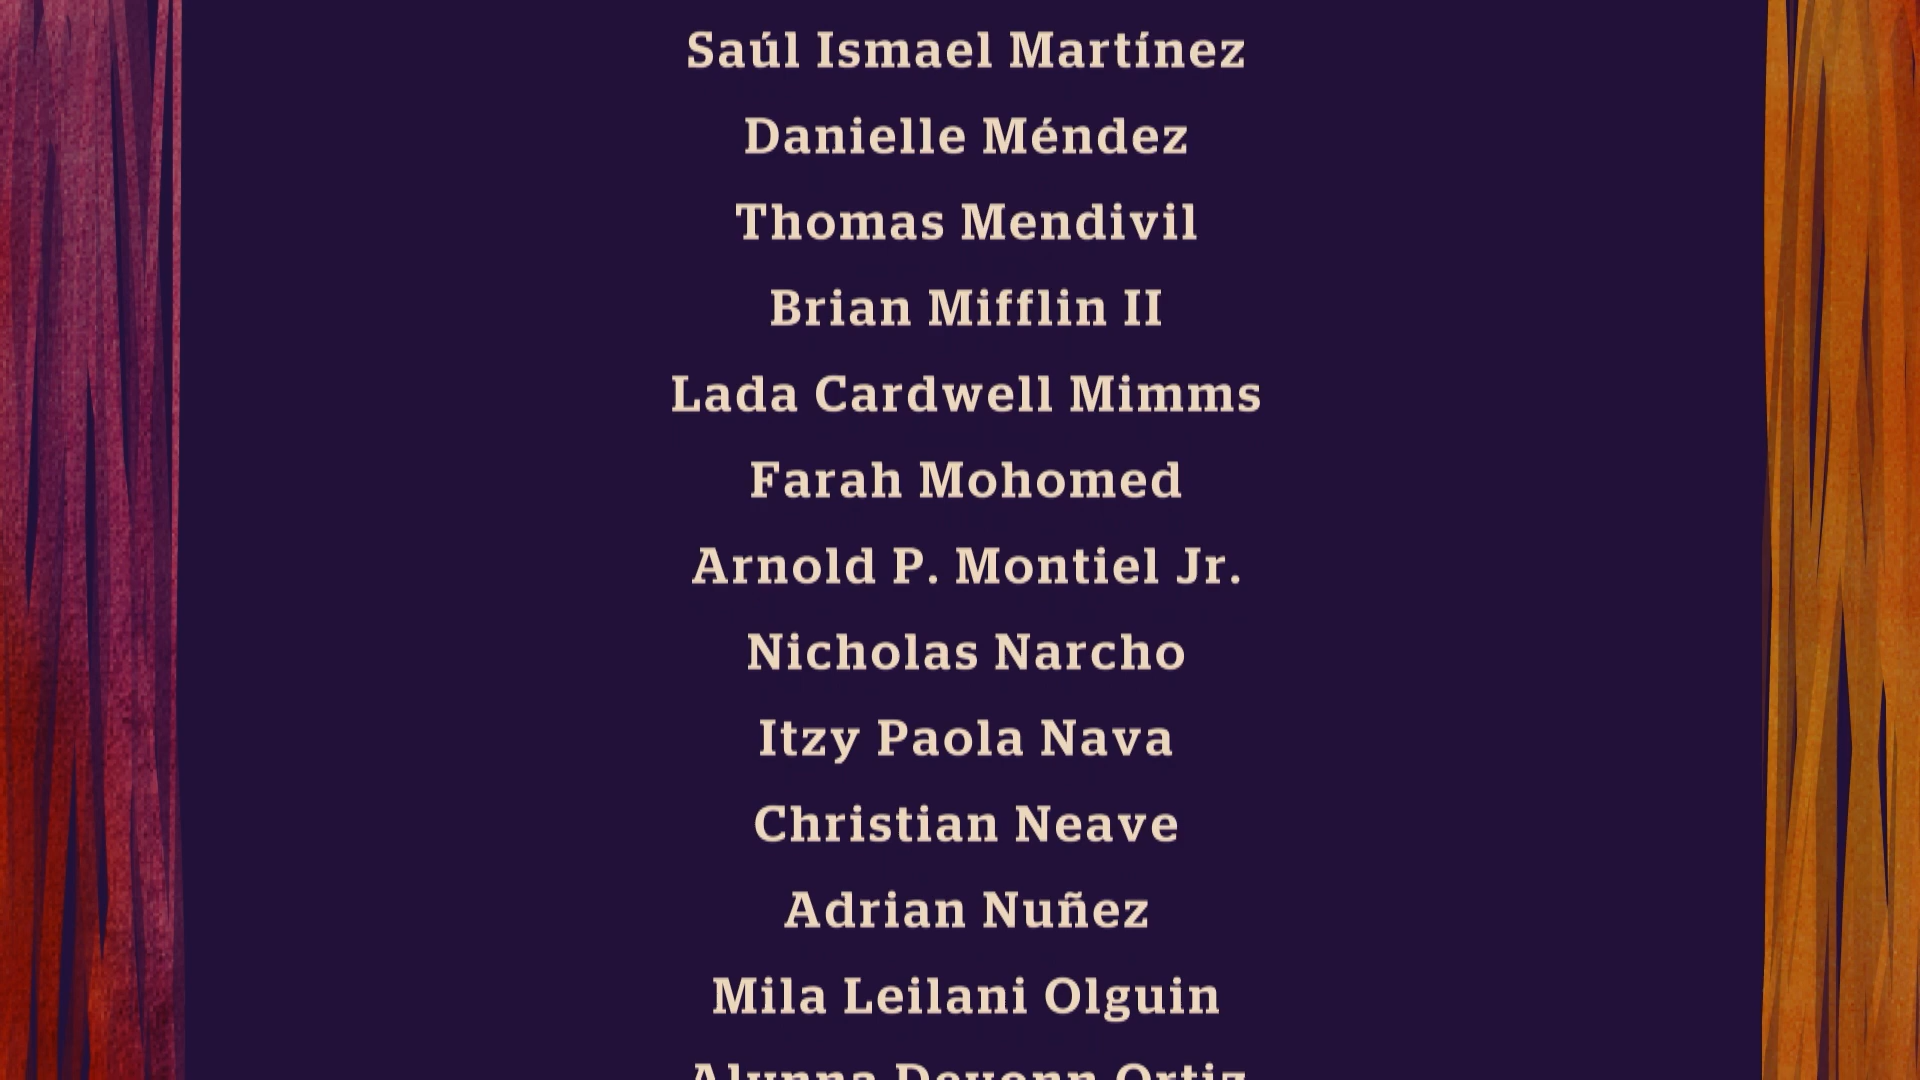 Saúl Ismael Martínez
Danielle Méndez
Thomas Mendivil
Brian Mifflin II
Lada Cardwell Mimms
Farah Mohomed
Arnold P. Montiel Jr.
Nicholas Narcho
Itzy Paola Nava
Christian Neave
Adrian Nuñez
Mila Leilani Olguin
Ortiz